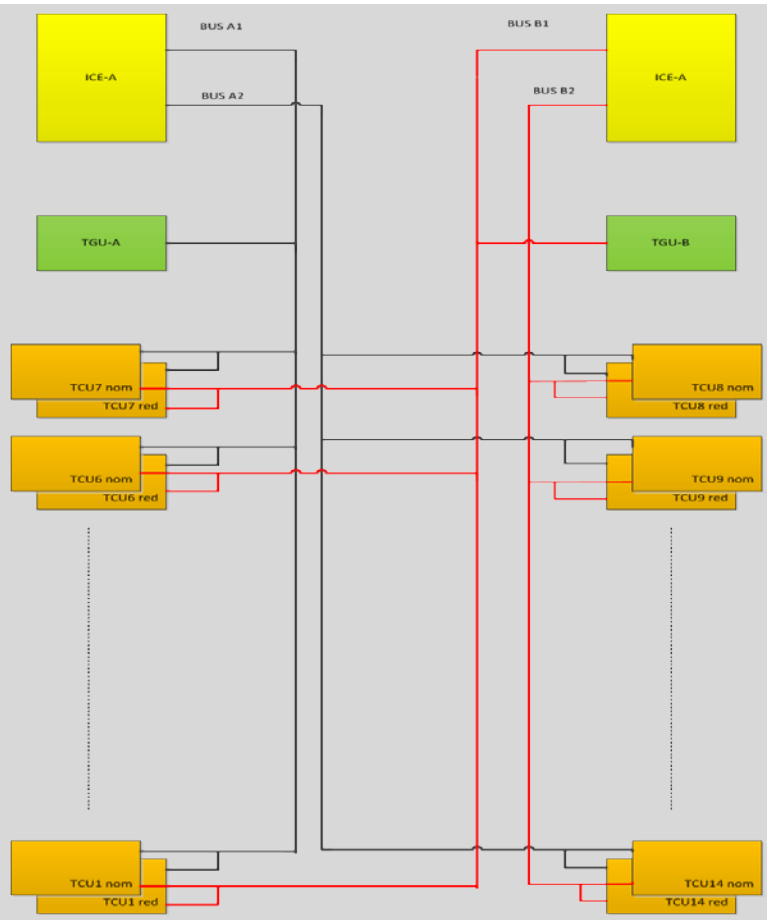 BUS A1
BUS B1
ICE-A
ICE-A
BUS A2
BUS B2
TGU-A
TGU-B
TCU7 nom
TCU8 nom
TCU7 red
TCU8 red
TCU6 nom
TCU9 nom
TCU6 red
TCU9 red
TCU1 nom
TCU14 nom
TCU1 red
TCU14 red